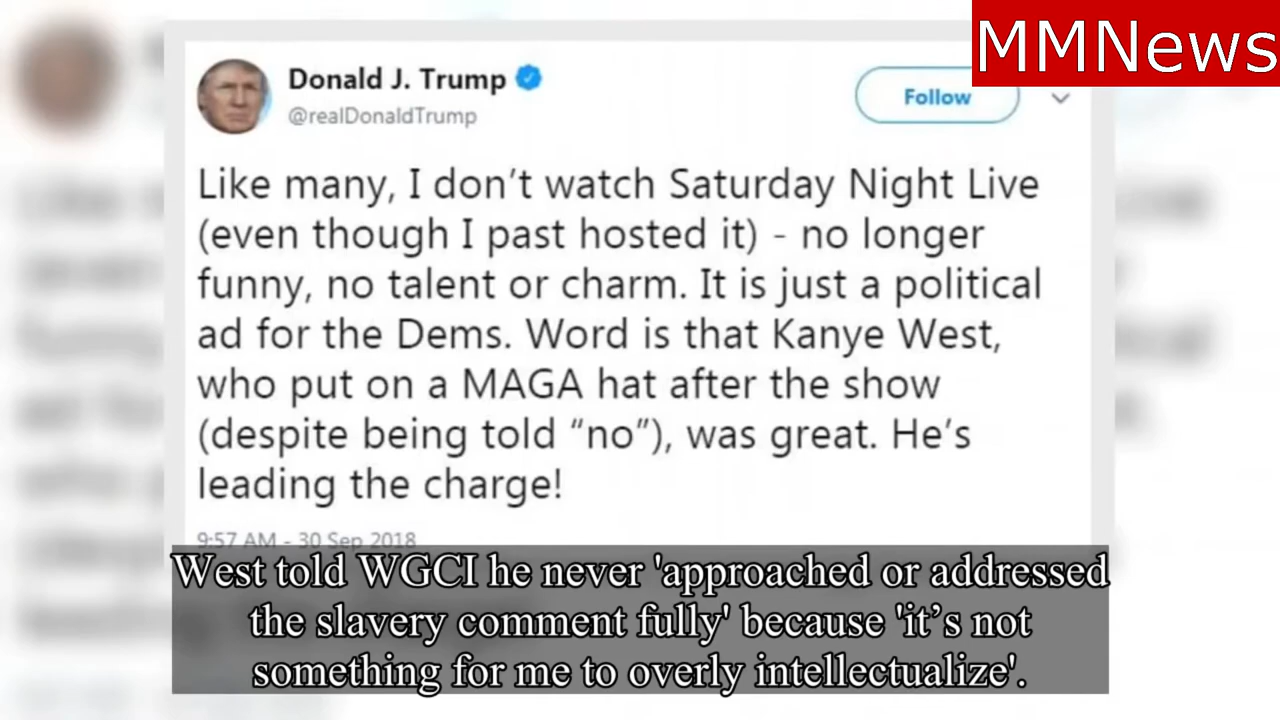 MMNews
Donald J. Trump
@realDonaldTrump
Follow
Like many, I don’t watch Saturday Night Live
(even though I past hosted it) - no longer
funny, no talent or charm. It is just a political
ad for the Dems. Word is that Kanye West,
who put on a MAGA hat after the show
(despite being told “no”), was great. He’s
leading the charge!
9:57 AM - 30 Sep 2018
West told WGCI he never 'approached or addressed
the slavery comment fully' because 'it’s not
something for me to overly intellectualize'.